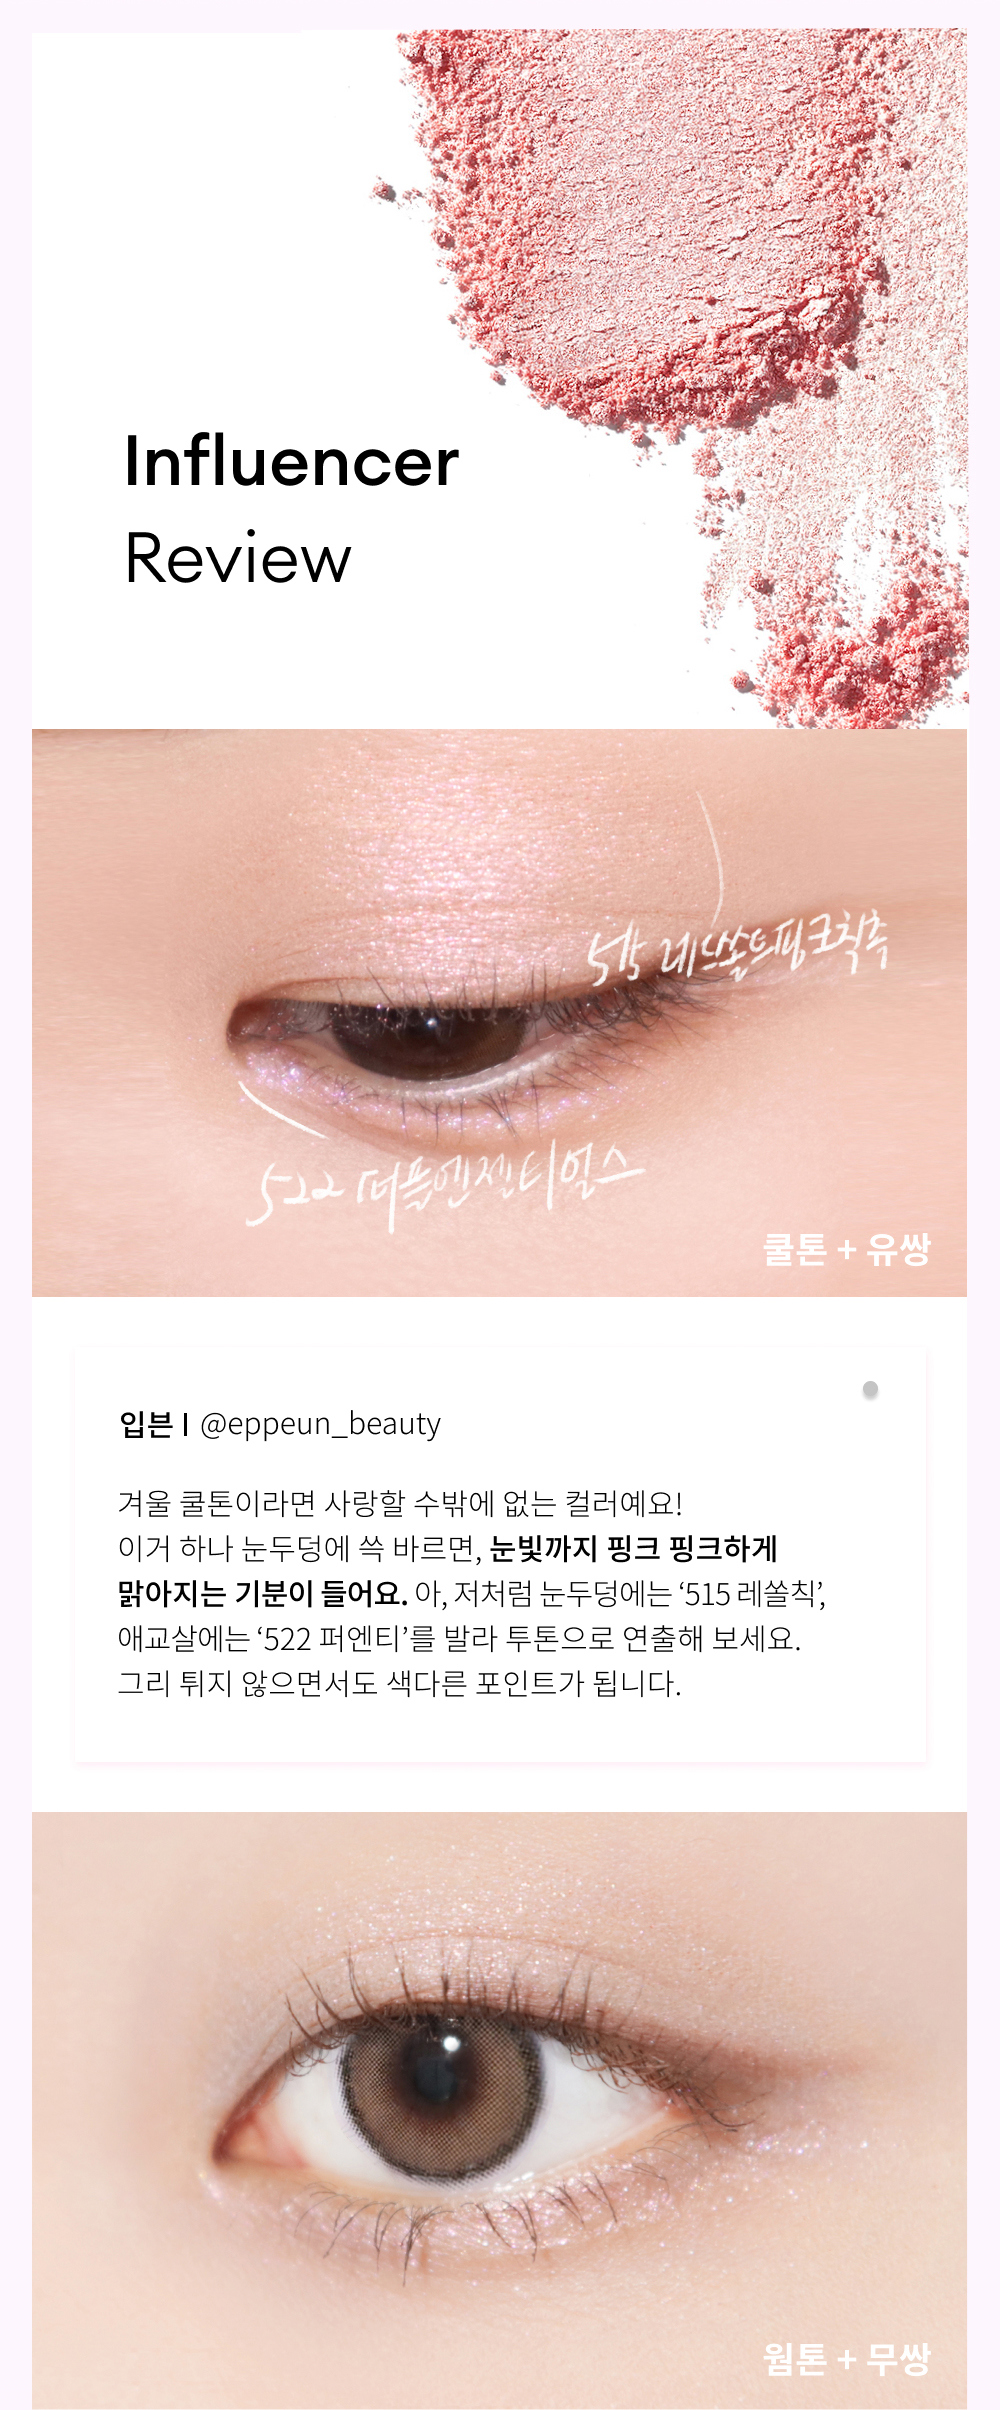 Influencer
Review
515 레드쏠트핑크칙촉
522 퍼플엔젤티얼스
쿨톤 + 유쌍
입븐 | @eppeun_beauty
겨울 쿨톤이라면 사랑할 수밖에 없는 컬러예요!
이거 하나 눈두덩에 쓱 바르면, 눈빛까지 핑크 핑크하게
맑아지는 기분이 들어요. 아, 저처럼 눈두덩에는 ‘515 레쏠칙’,
애교살에는 ‘522 퍼엔티’를 발라 투톤으로 연출해 보세요.
그리 튀지 않으면서도 색다른 포인트가 됩니다.
웜톤 + 무쌍